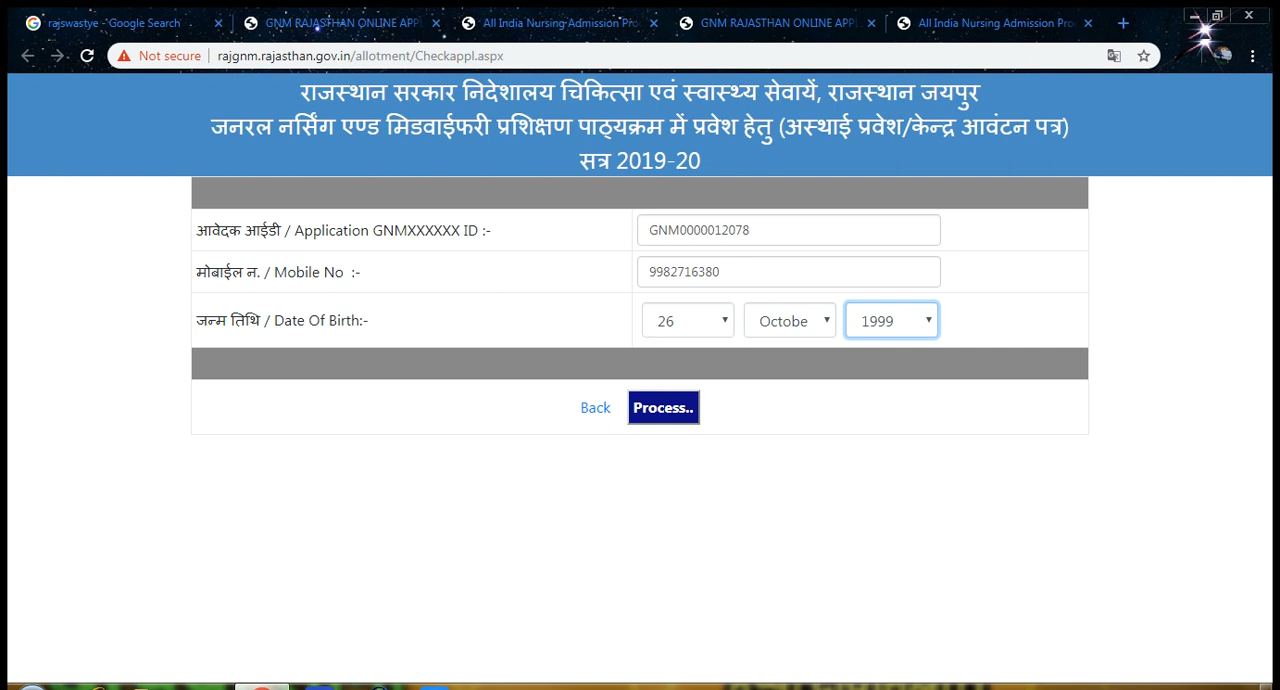 rajswastye - Google Search
GNM RAJASTHAN ONLINE APP
All India Nursing Admission Pro
GNM RAJASTHAN ONLINE APPL
All India Nursing Admission Pro
Not secure
rajgnm.rajasthan.gov.in/allotment/Checkappl.aspx
राजस्थान सरकार निदेशालय चिकित्सा एवं स्वास्थ्य सेवायें, राजस्थान जयपुर
जनरल नर्सिंग एण्ड मिडवाईफरी प्रशिक्षण पाठ्यक्रम में प्रवेश हेतु (अस्थाई प्रवेश/केन्द्र आवंटन पत्र)
सत्र 2019-20
आवेदक आईडी / Application GNMXXXXXX ID :-
GNM0000012078
मोबाईल न. / Mobile No :-
9982716380
जन्म तिथि / Date Of Birth:-
26 Octobe 1999
Back Process..